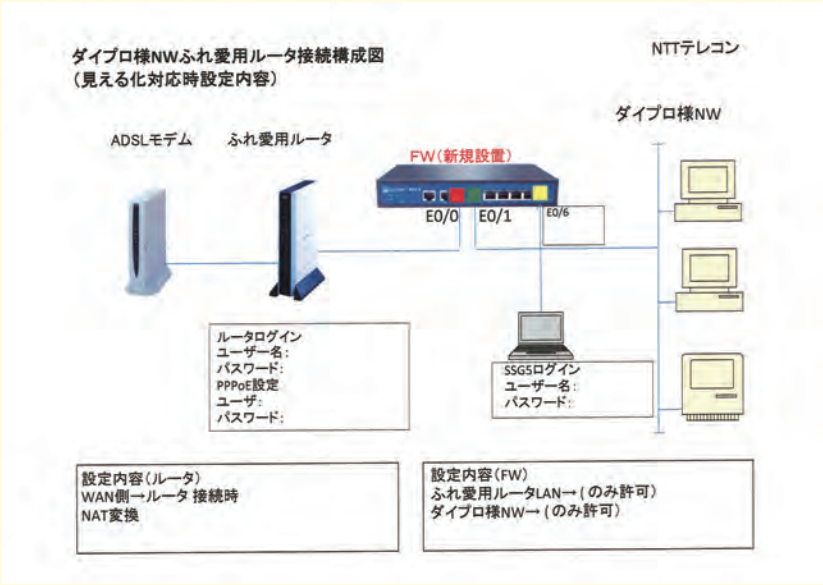 ダイプロ様NWふれ愛用ルータ接続構成図
(見える化対応時設定内容)
NTTテレコン
ダイプロ様NW
ADSLモデム
ふれ愛用ルータ
FW(新規設置)
E0/0
E0/1
E0/6
ルータログイン
ユーザー名:
パスワード:
PPPoE設定
ユーザ:
パスワード:
SSG5ログイン
ユーザー名:
パスワード:
設定内容(ルータ)
WAN側→ルータ 接続時
NAT変換
設定内容(FW)
ふれ愛用ルータLAN→(のみ許可)
ダイプロ様NW→(のみ許可)